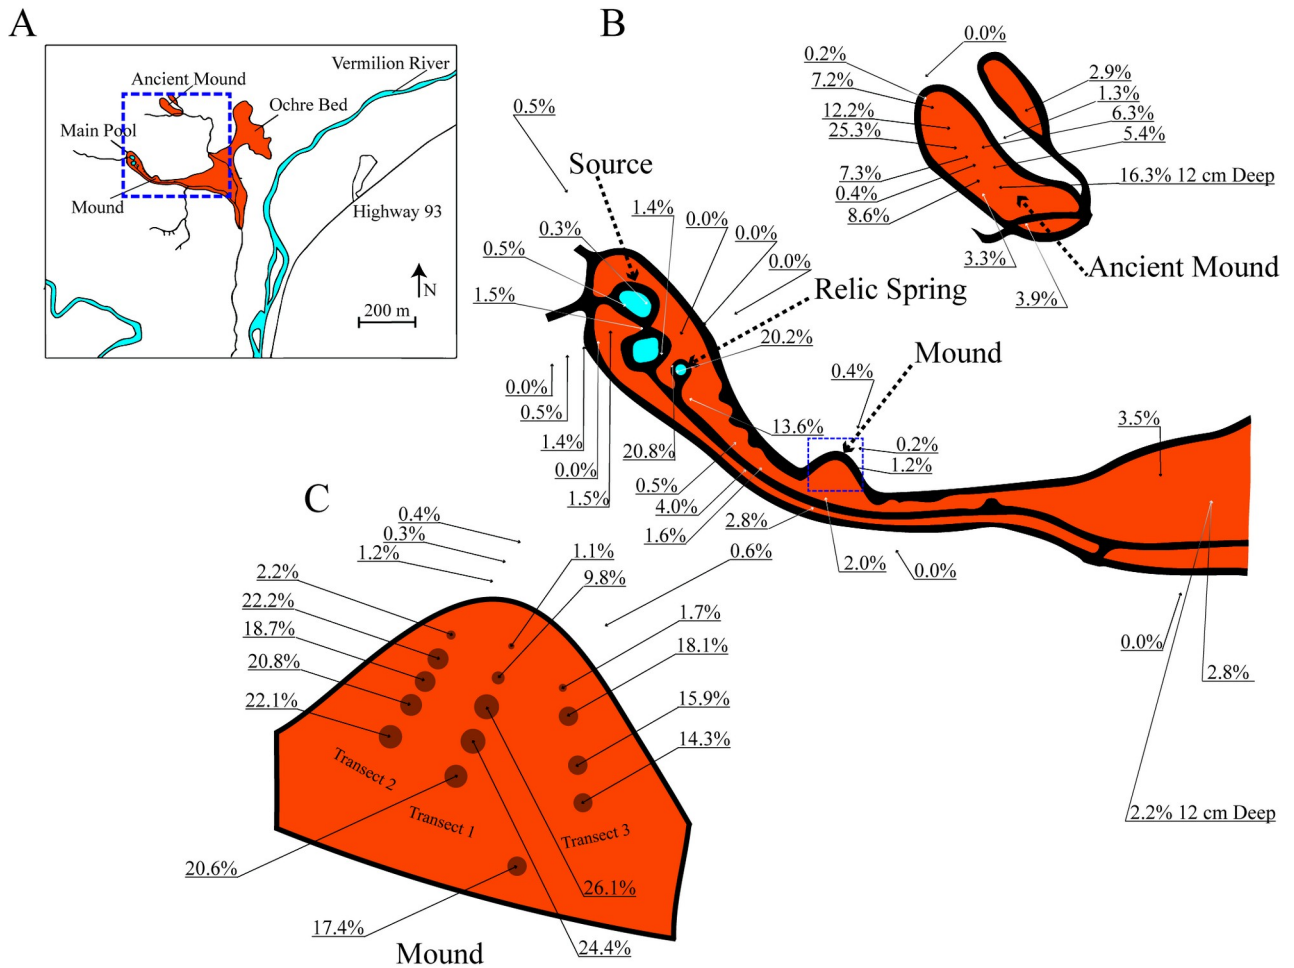 A
Ancient Mound
Vermilion River
Ochre Bed
Main Pool
Mound
Highway 93
N
200 m
B
0.0%
0.2%
7.2%
12.2%
25.3%
7.3%
0.4%
8.6%
3.3%
3.9%
2.9%
1.3%
6.3%
5.4%
16.3% 12 cm Deep
Ancient Mound
0.5%
Source
1.4%
0.3%
0.0%
0.5%
0.0%
0.0%
1.5%
Relic Spring
20.2%
Mound
0.4%
0.0%
0.5%
1.4%
0.0%
1.5%
13.6%
20.8%
0.5%
4.0%
1.6%
2.8%
0.2%
1.2%
2.0%
0.0%
3.5%
0.0%
2.8%
2.2% 12 cm Deep
C
0.4%
0.3%
1.2%
2.2%
22.2%
18.7%
20.8%
22.1%
1.1%
9.8%
0.6%
1.7%
18.1%
15.9%
14.3%
Transect 2
Transect 1
Transect 3
20.6%
17.4%
26.1%
24.4%
Mound